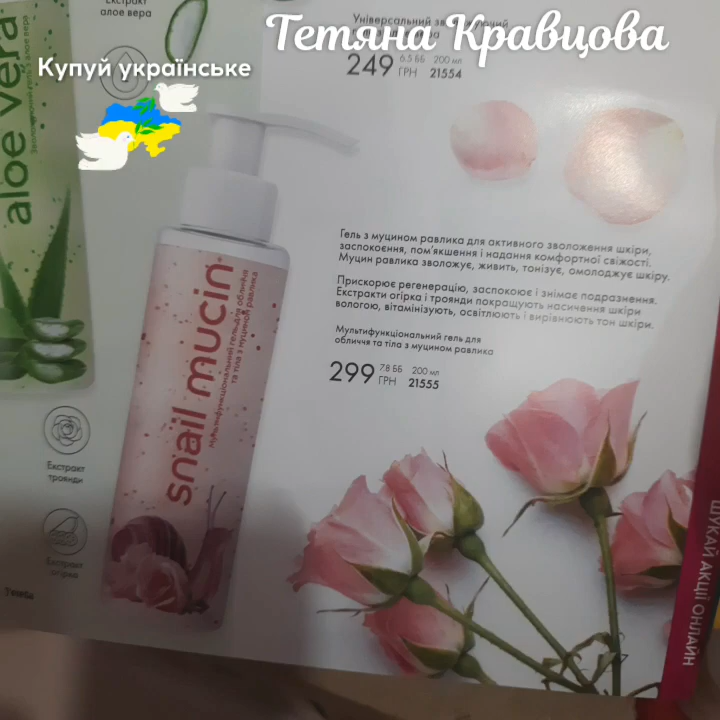 Екстракт
алое вера
Тетяна Кравцова
Універсальний зволожуючий
249 ГРН 6.5 ББ 200 мл 21554
Купуй українське
aloe vera
snail mucin
Мультифункціональний гель для обличчя
та тіла з муцином равлика
Гель з муцином равлика для активного зволоження шкіри,
заспокоєння, пом'якшення і надання комфортної свіжості.
Муцин равлика зволожує, живить, тонізує, омолоджує шкіру.
Прискорює регенерацію, заспокоює і знімає подразнення.
Екстракти огірка і троянди покращують насичення шкіри
вологою, вітамінізують, освітлюють і вирівнюють тон шкіри.
Мультифункціональний гель для
обличчя та тіла з муцином равлика
299 ГРН 7.8 ББ 200 мл 21555
Екстракт
троянди
Екстракт
огірка
ШУКАЙ АКЦІЇ ОНЛАЙН